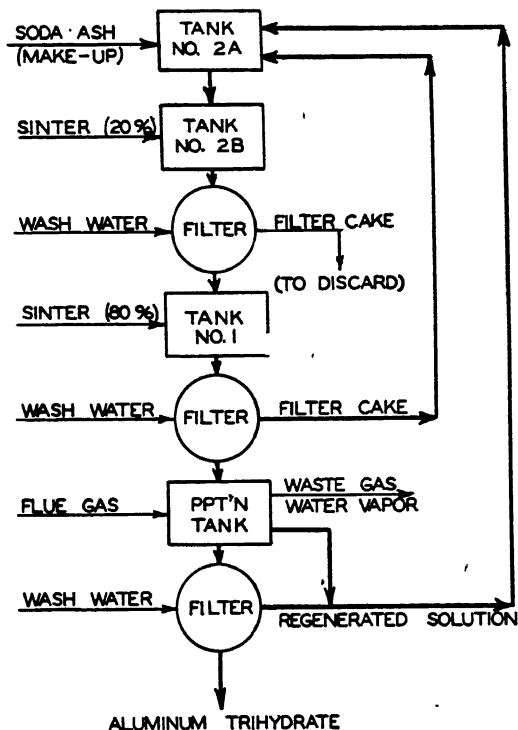 SODA ASH
(MAKE-UP)
TANK
NO. 2A
SINTER (20%)
TANK
NO. 2B
WASH WATER
FILTER
FILTER CAKE
(TO DISCARD)
SINTER (80%)
TANK
NO. 1
WASH WATER
FILTER
FILTER CAKE
FLUE GAS
PPT'N
TANK
WASTE GAS
WATER VAPOR
WASH WATER
FILTER
REGENERATED SOLUTION
ALUMINUM TRIHYDRATE